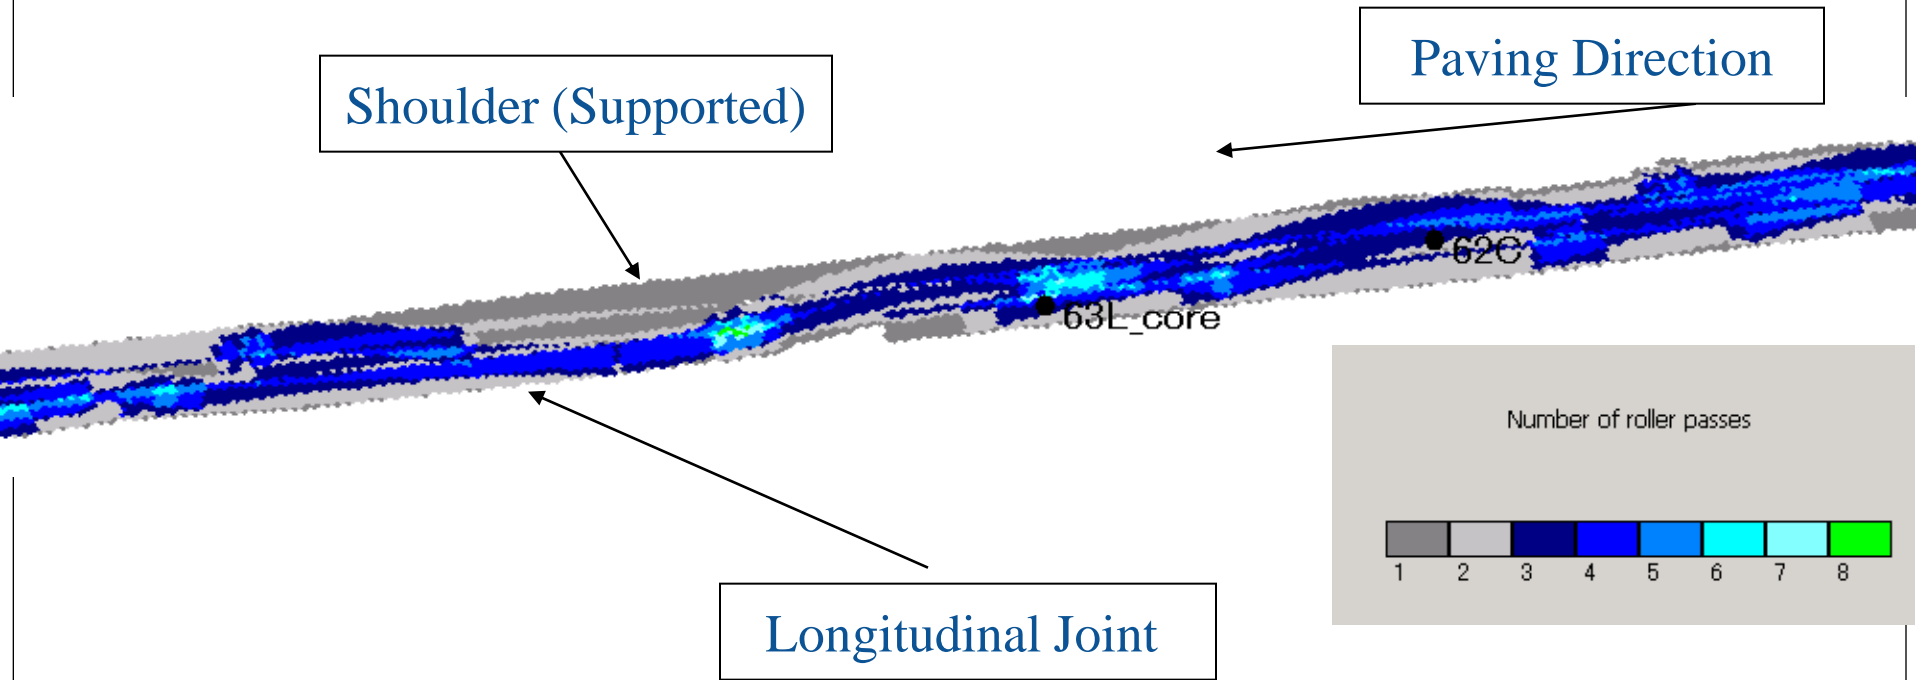 Paving Direction
Shoulder (Supported)
62C
63L_core
Number of roller passes
1 2 3 4 5 6 7 8
Longitudinal Joint